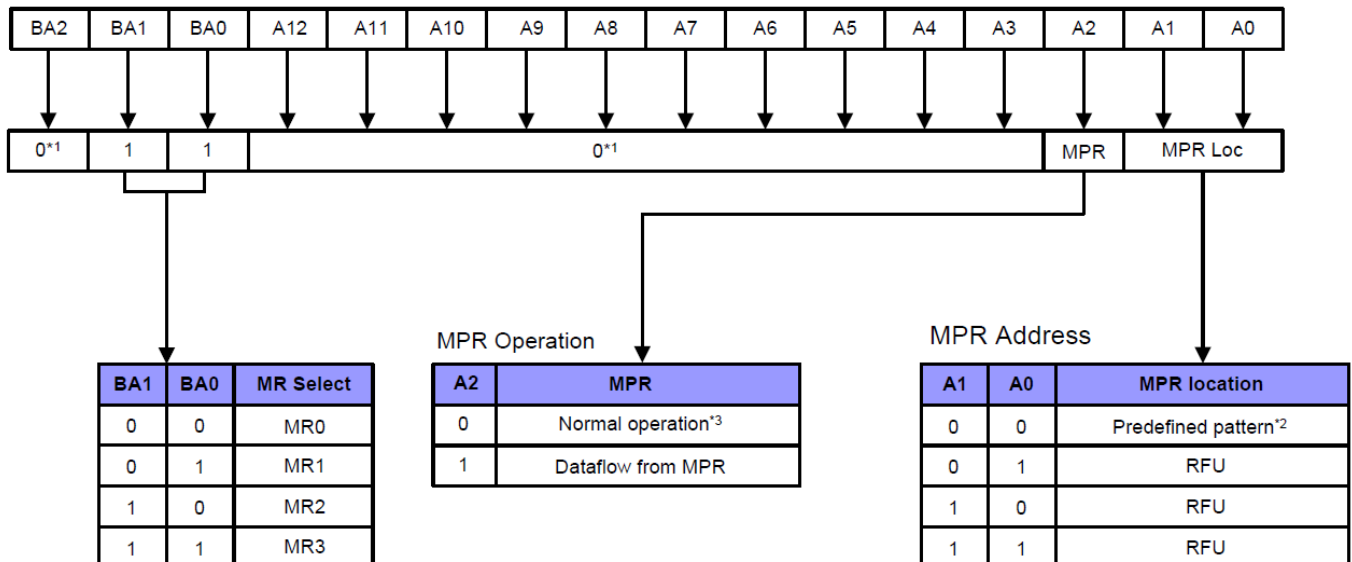 BA2 BA1 BA0 A12 A11 A10 A9 A8 A7 A6 A5 A4 A3 A2 A1 A0
0*1 1 1 0*1 MPR MPR Loc
MPR Operation
MPR Address
BA1 BA0 MR Select
0 0 MR0
0 1 MR1
1 0 MR2
1 1 MR3
A2 MPR
0 Normal operation*3
1 Dataflow from MPR
A1 A0 MPR location
0 0 Predefined pattern*2
0 1 RFU
1 0 RFU
1 1 RFU